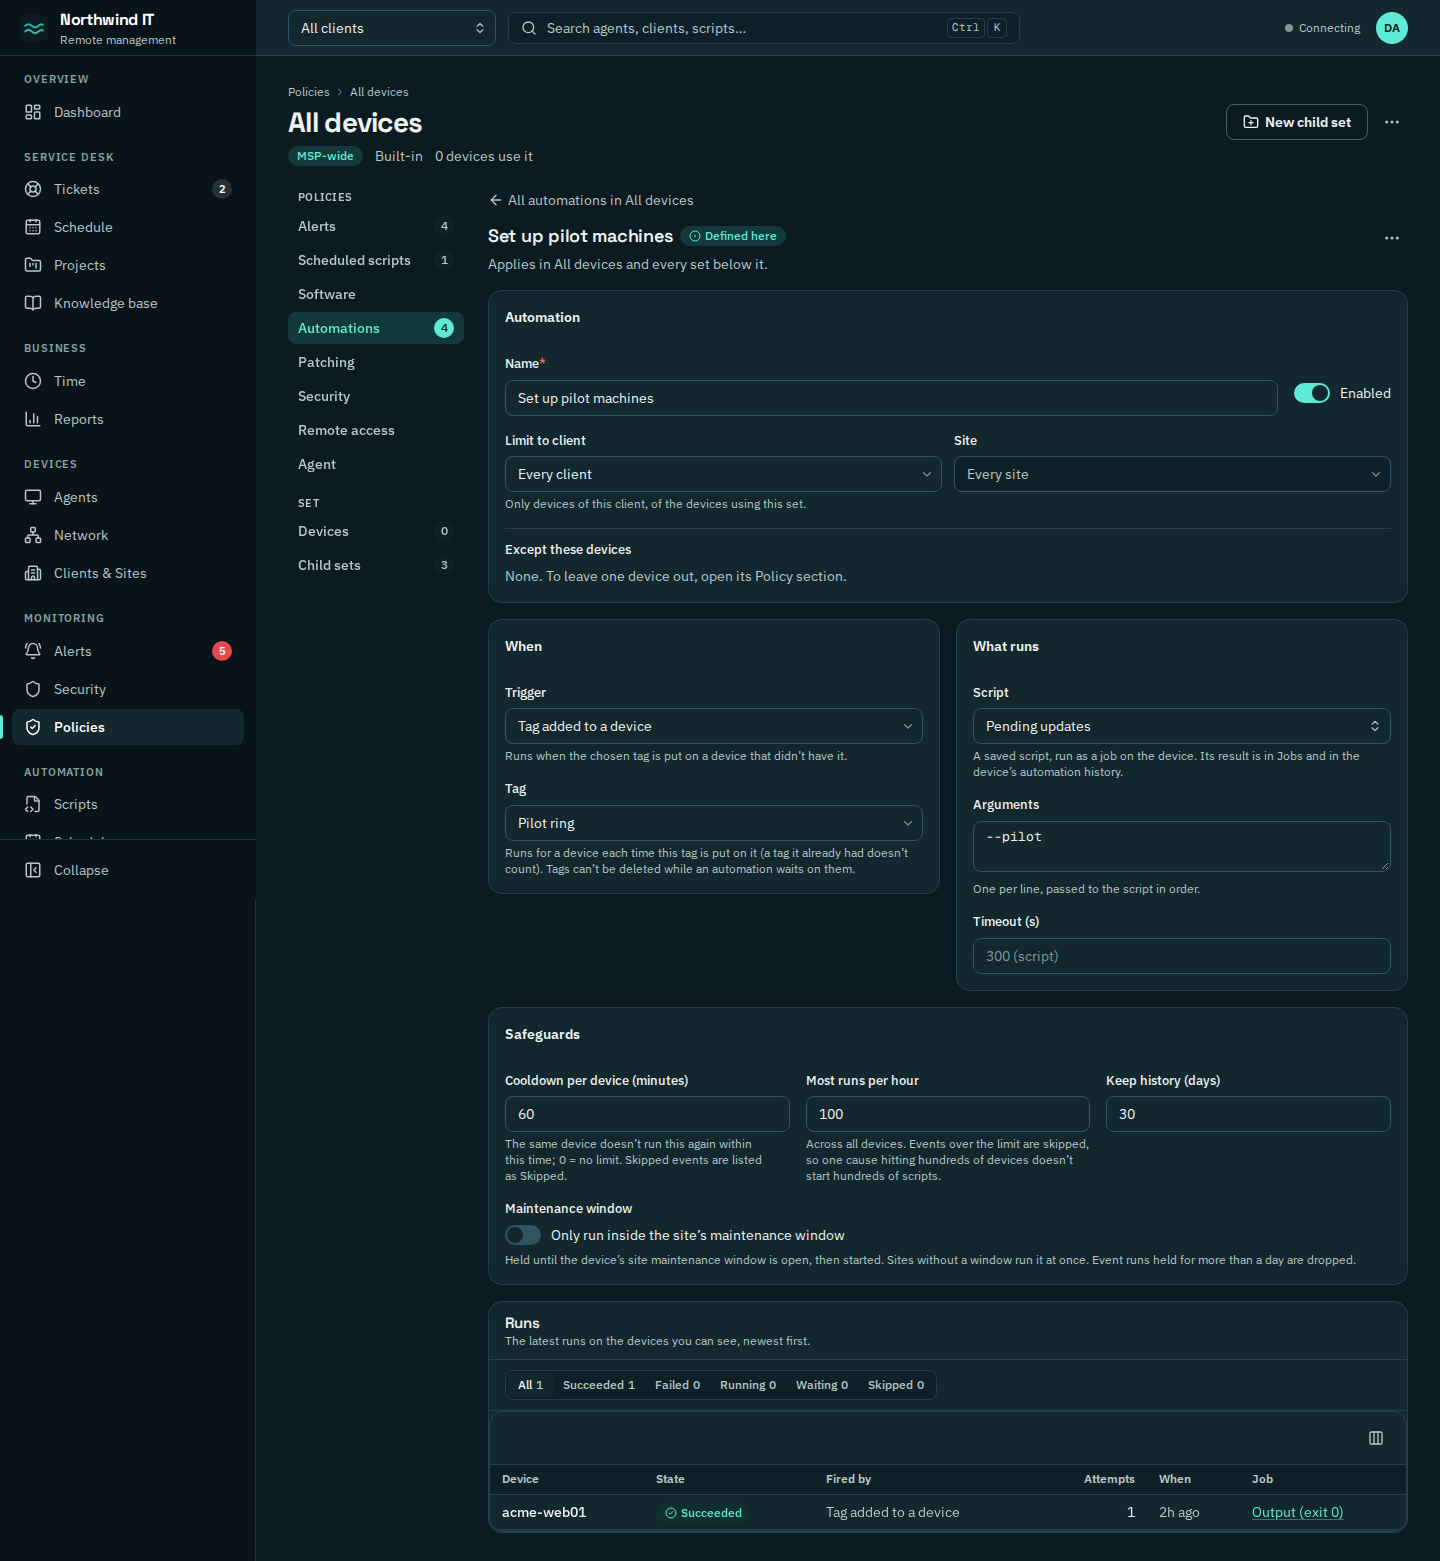 Northwind IT
Remote management
All clients
Search agents, clients, scripts...
Ctrl K
Connecting
DA
OVERVIEW
Dashboard
SERVICE DESK
Tickets 2
Schedule
Projects
Knowledge base
BUSINESS
Time
Reports
DEVICES
Agents
Network
Clients & Sites
MONITORING
Alerts 5
Security
Policies
AUTOMATION
Scripts
Collapse
Policies > All devices
All devices
New child set
MSP-wide Built-in 0 devices use it
POLICIES
Alerts 4
Scheduled scripts 1
Software
Automations 4
Patching
Security
Remote access
Agent
SET
Devices 0
Child sets 3
All automations in All devices
Set up pilot machines Defined here
Applies in All devices and every set below it.
Automation
Name*
Set up pilot machines
Enabled
Limit to client
Site
Every client
Every site
Only devices of this client, of the devices using this set.
Except these devices
None. To leave one device out, open its Policy section.
When
Trigger
Tag added to a device
Runs when the chosen tag is put on a device that didn't have it.
Tag
Pilot ring
Runs for a device each time this tag is put on it (a tag it already had doesn't
count). Tags can't be deleted while an automation waits on them.
What runs
Script
Pending updates
A saved script, run as a job on the device. Its result is in Jobs and in the
device's automation history.
Arguments
--pilot
One per line, passed to the script in order.
Timeout (s)
300 (script)
Safeguards
Cooldown per device (minutes)
60
The same device doesn't run this again within
this time; 0 = no limit. Skipped events are listed
as Skipped.
Most runs per hour
100
Across all devices. Events over the limit are skipped,
so one cause hitting hundreds of devices doesn't
start hundreds of scripts.
Keep history (days)
30
Maintenance window
Only run inside the site's maintenance window
Held until the device's site maintenance window is open, then started. Sites without a window run it at once. Event runs held for more than a day are dropped.
Runs
The latest runs on the devices you can see, newest first.
All 1 Succeeded 1 Failed 0 Running 0 Waiting 0 Skipped 0
Device State Fired by Attempts When Job
acme-web01 Succeeded Tag added to a device 1 2h ago Output (exit 0)